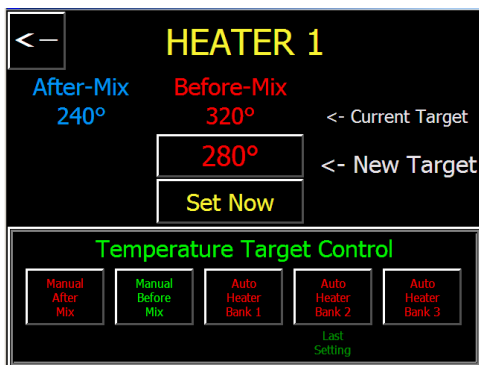 <- HEATER 1
After-Mix Before-Mix
240° 320° <- Current Target
280° <- New Target
Set Now
Temperature Target Control
Manual After Mix
Manual Before Mix
Auto Heater Bank 1
Auto Heater Bank 2
Auto Heater Bank 3
Last Setting